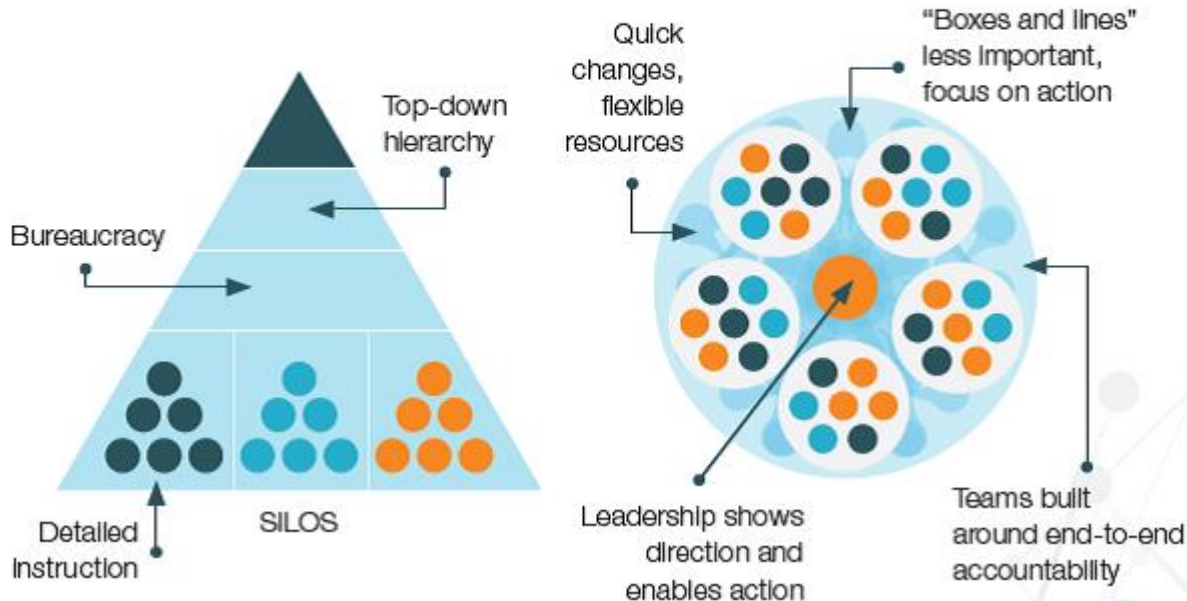 Top-down
hierarchy
Bureaucracy
Detailed
Instruction
SILOS
Quick
changes,
flexible
resources
“Boxes and lines”
less important,
focus on action
Leadership shows
direction and
enables action
Teams built
around end-to-end
accountability